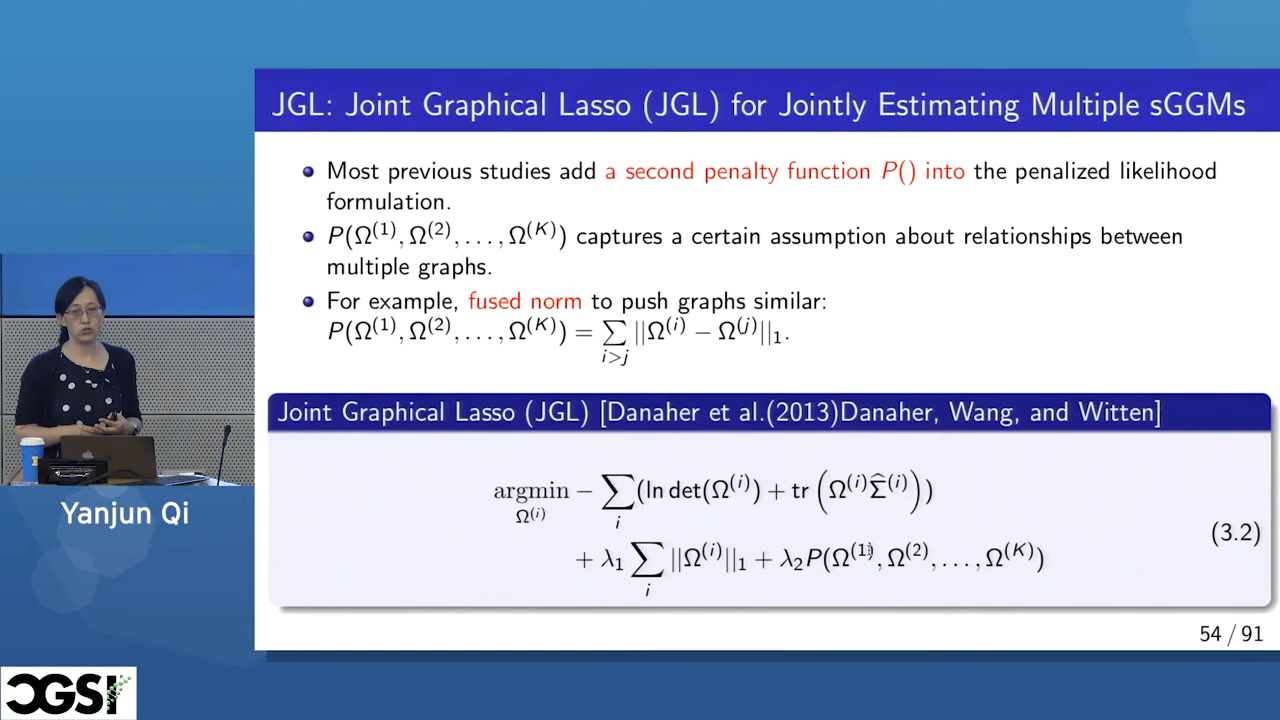 JGL: Joint Graphical Lasso (JGL) for Jointly Estimating Multiple sGGMs
Most previous studies add a second penalty function P() into the penalized likelihood
formulation.
P(Ω^(1), Ω^(2), . . . , Ω^(K)) captures a certain assumption about relationships between
multiple graphs.
For example, fused norm to push graphs similar:
P(Ω^(1), Ω^(2), . . . , Ω^(K)) = ∑_{i>j} ||Ω^(i) − Ω^(j)||_1.
Joint Graphical Lasso (JGL) [Danaher et al.(2013)Danaher, Wang, and Witten]
argmin_{Ω^(i)} − ∑_i (ln det(Ω^(i)) + tr (Ω^(i) Σ̂^(i)))
+ λ_1 ∑_i ||Ω^(i)||_1 + λ_2 P(Ω^(1), Ω^(2), . . . , Ω^(K))
(3.2)
54 / 91
Yanjun Qi
CGSI